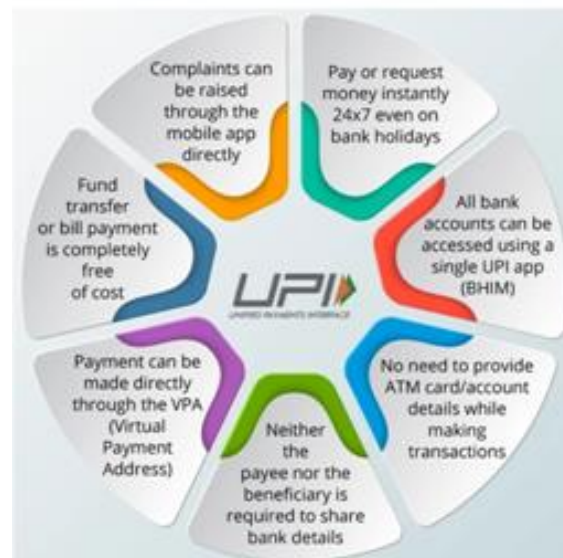 Complaints can
be raised
through the
mobile app
directly
Pay or request
money instantly
24x7 even on
bank holidays
All bank
accounts can be
accessed using a
single UPI app
(BHIM)
No need to provide
ATM card/account
details while
making
transactions
Neither
the
payee nor the
beneficiary is
required to share
bank details
Payment can be
made directly
through the VPA
(Virtual
Payment
Address)
Fund
transfer
or bill payment
is completely
free
of cost
UPI
UNIFIED PAYMENTS INTERFACE